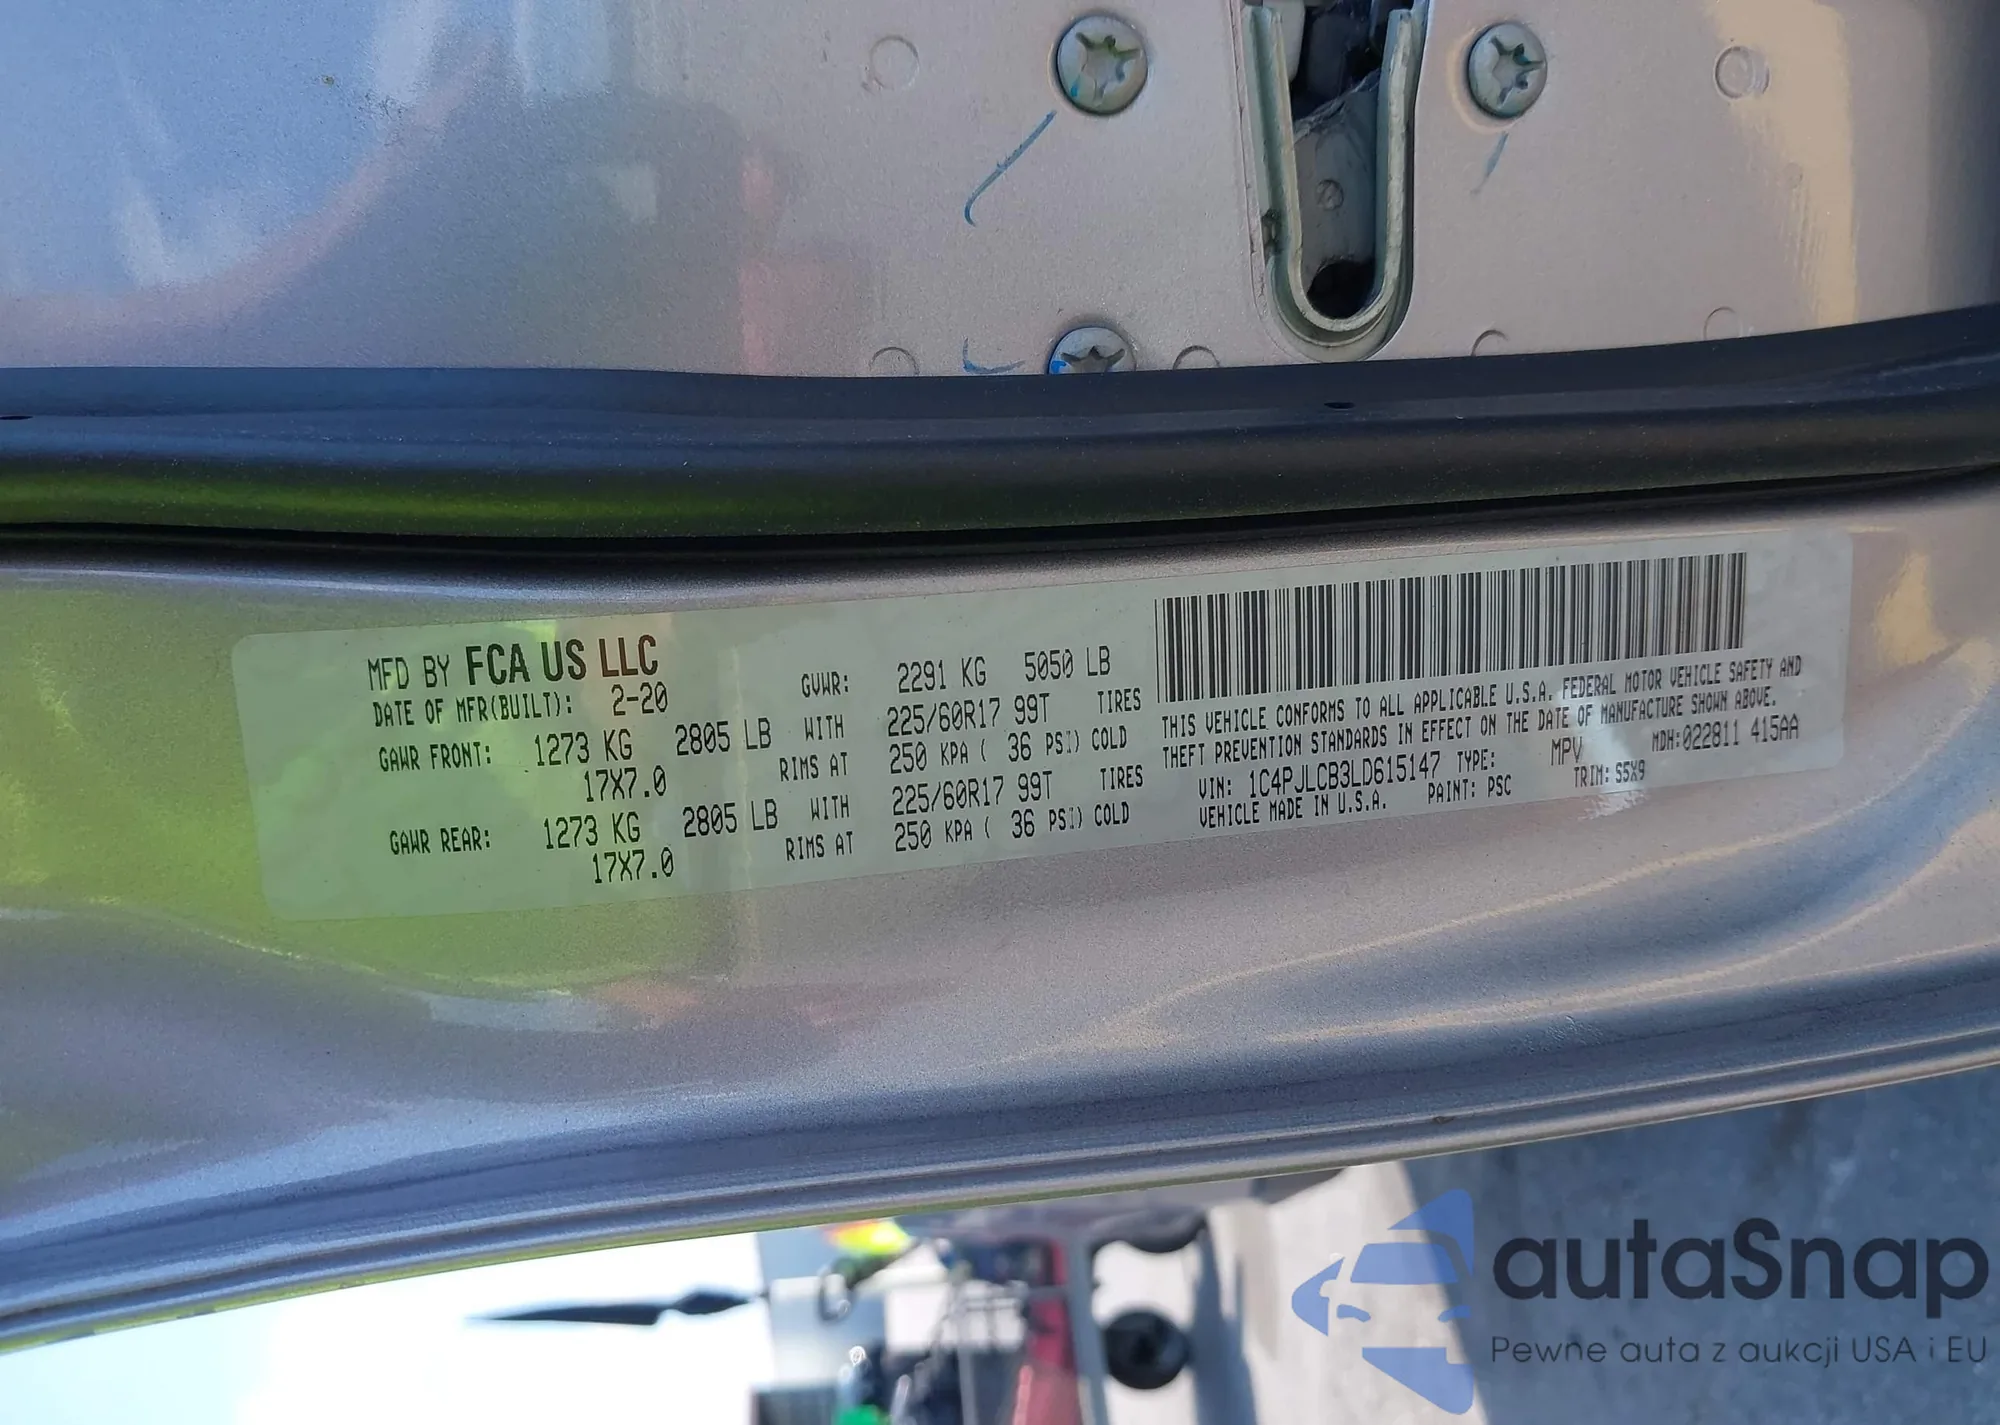 MFD BY FCA US LLC
DATE OF MFR(BUILT): 2-20
GVWR: 2291 KG 5050 LB
GAWR FRONT: 1273 KG 2805 LB WITH 225/60R17 99T TIRES
17X7.0 RIMS AT 250 KPA ( 36 PSI) COLD
GAWR REAR: 1273 KG 2805 LB WITH 225/60R17 99T TIRES
17X7.0 RIMS AT 250 KPA ( 36 PSI) COLD
THIS VEHICLE CONFORMS TO ALL APPLICABLE U.S.A. FEDERAL MOTOR VEHICLE SAFETY AND
THEFT PREVENTION STANDARDS IN EFFECT ON THE DATE OF MANUFACTURE SHOWN ABOVE.
VIN: 1C4PJLCB3LD615147 TYPE: MPV MDH:022811 415AA
VEHICLE MADE IN U.S.A. PAINT: PSC TRIM: S5X9
autaSnap
Pewne auta z aukcji USA i EU